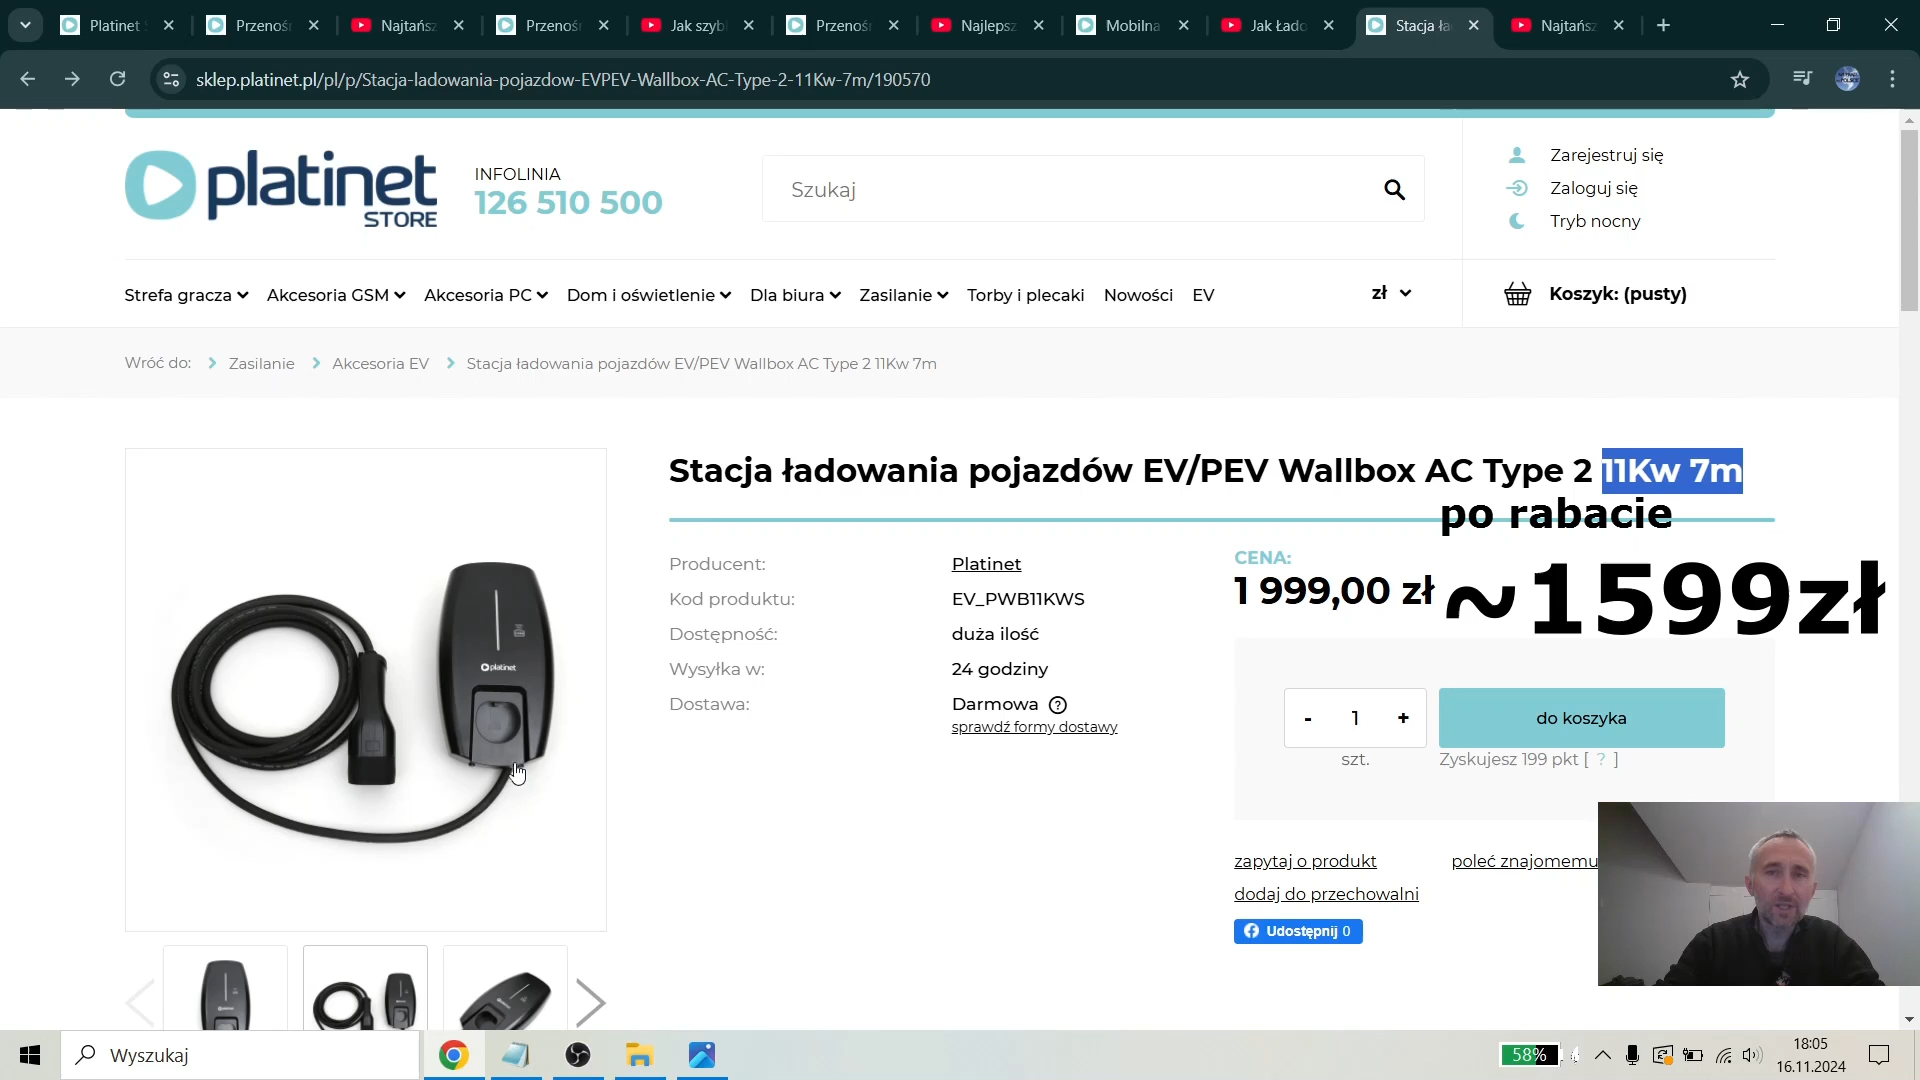 Platinet
Przenoś
Najtańsz
Przenoś
Jak szyb
Przenoś
Najlepsz
Mobilna
Jak Łado
Stacja ła
Najtańsz
sklep.platinet.pl/pl/p/Stacja-ladowania-pojazdow-EVPEV-Wallbox-AC-Type-2-11Kw-7m/190570
platinet
STORE
INFOLINIA
126 510 500
Szukaj
Zarejestruj się
Zaloguj się
Tryb nocny
Strefa gracza Akcesoria GSM Akcesoria PC Dom i oświetlenie Dla biura Zasilanie Torby i plecaki Nowości EV
zł
Koszyk: (pusty)
Wróć do: Zasilanie Akcesoria EV Stacja ładowania pojazdów EV/PEV Wallbox AC Type 2 11Kw 7m
Stacja ładowania pojazdów EV/PEV Wallbox AC Type 2 11Kw 7m
po rabacie
Producent: Platinet
Kod produktu: EV_PWB11KWS
Dostępność: duża ilość
Wysyłka w: 24 godziny
Dostawa: Darmowa ?
sprawdź formy dostawy
CENA:
1 999,00 zł
~1599zł
- 1 +
szt.
do koszyka
Zyskujesz 199 pkt [ ? ]
zapytaj o produkt
poleć znajomemu
dodaj do przechowalni
Udostępnij 0
platinet
Wyszukaj
58%
18:05
16.11.2024